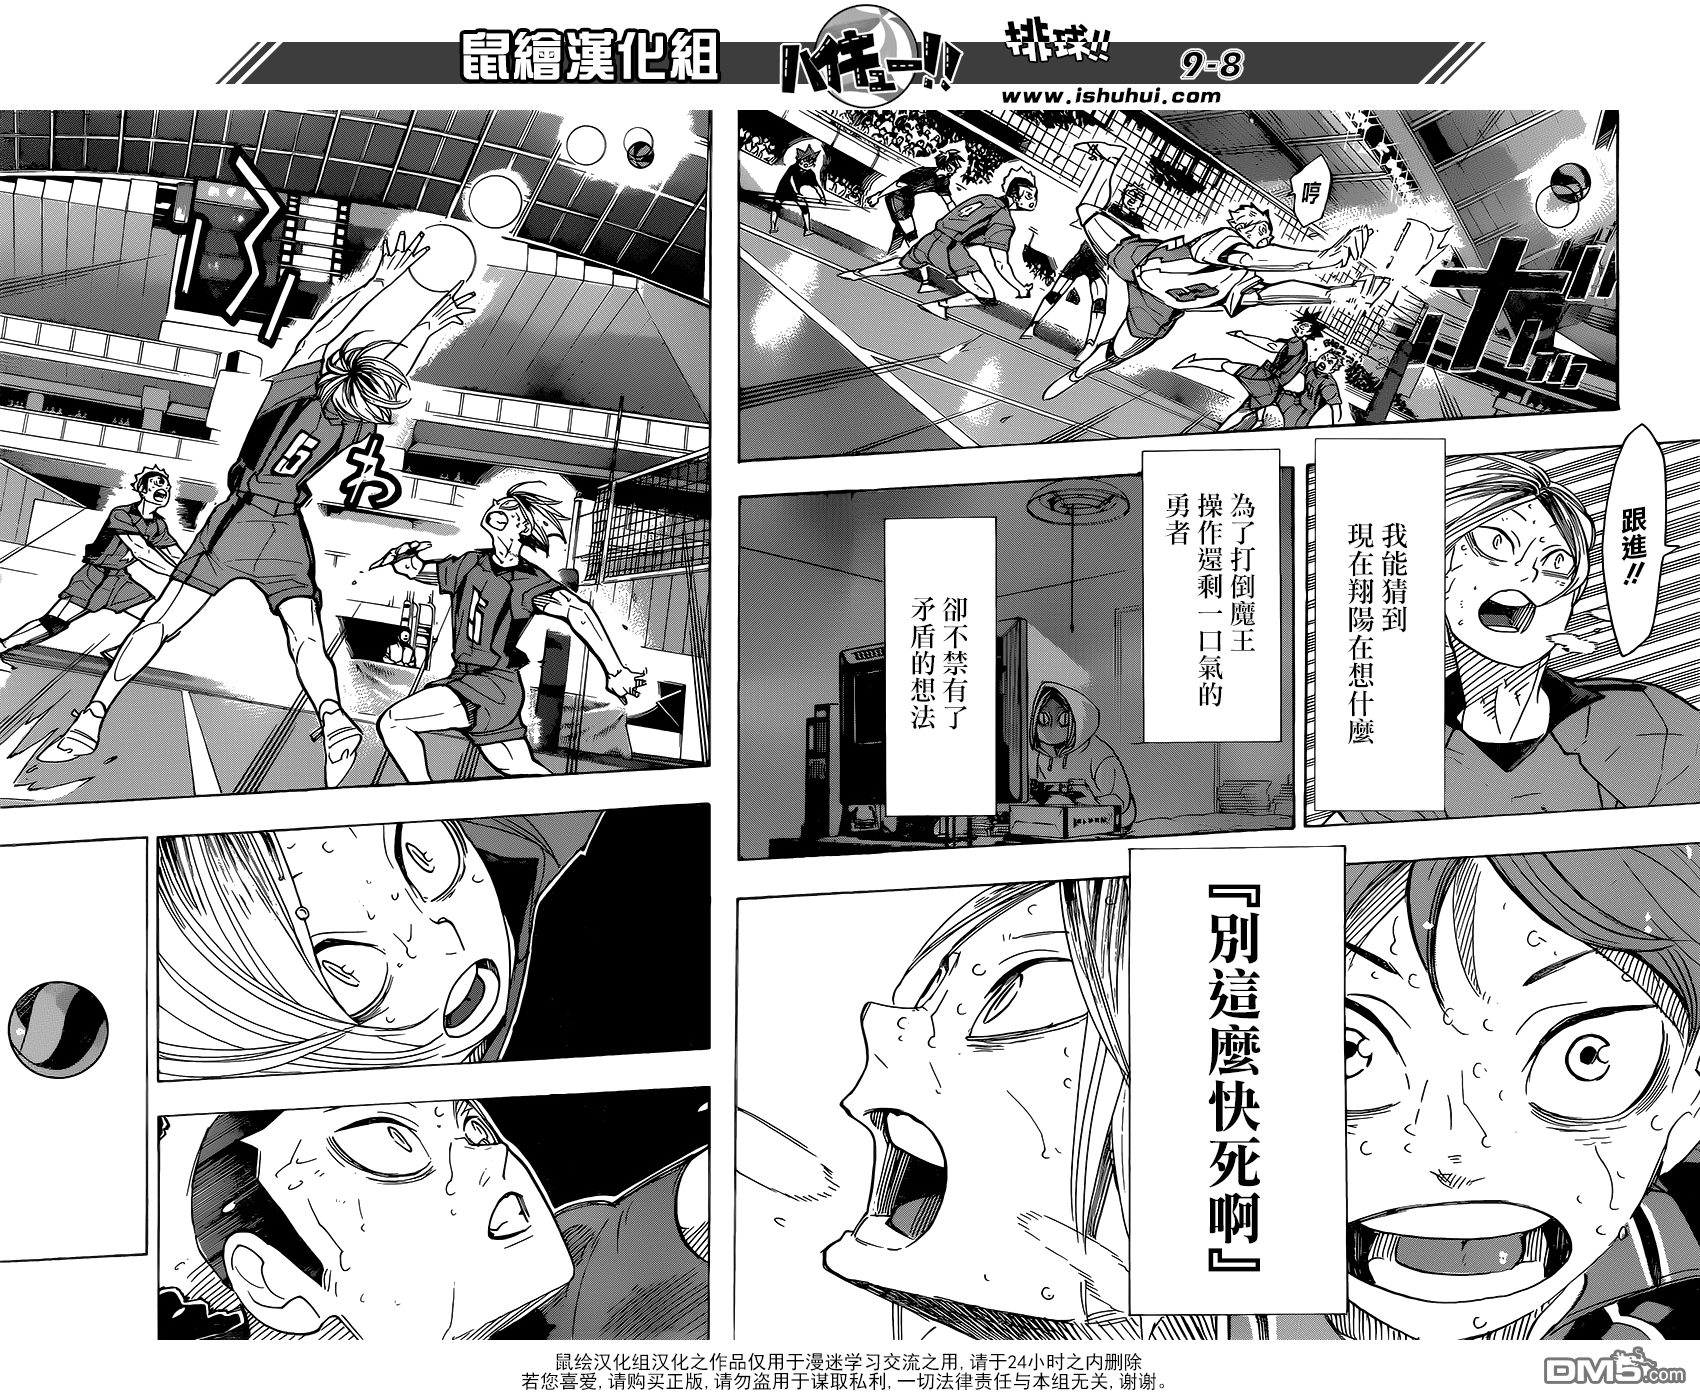 鼠繪漢化組
ハイキュー!!
排球!!
9-8
www.ishuhui.com
哼
跟進!!
我能猜到
現在翔陽在想什麼
為了打倒魔王
操作還剩一口氣的
勇者
卻不禁有了
矛盾的想法
『別這麼快死啊』
5
わ
5
鼠绘汉化组汉化之作品仅用于漫迷学习交流之用,请于24小时之内删除
若您喜爱,请购买正版,请勿盗用于谋取私利,一切法律责任与本组无关,谢谢。
DM5.com